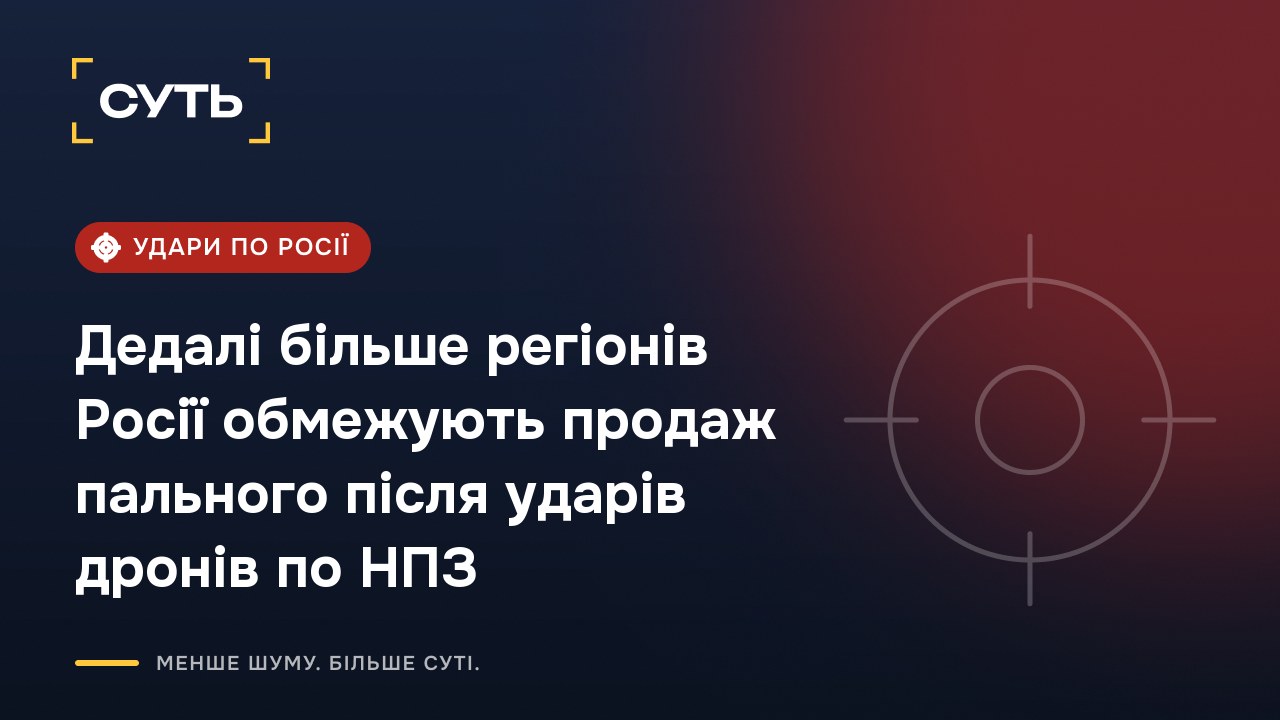 СУТЬ
УДАРИ ПО РОСІЇ
Дедалі більше регіонів
Росії обмежують продаж
пального після ударів
дронів по НПЗ
МЕНШЕ ШУМУ. БІЛЬШЕ СУТІ.